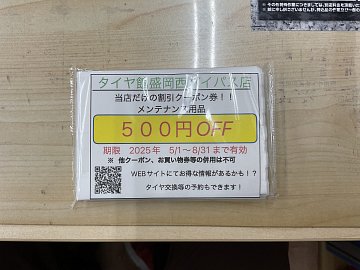 タイヤ館盛岡西バイパス店
当店だけの割引クーポン券！！
メンテナンス用品
５００円OFF
期限 2025年 5/1～8/31まで有効
※ 他クーポン、お買い物券等の併用は不可
WEBサイトにてお得な情報があるかも！？
タイヤ交換等の予約もできます！